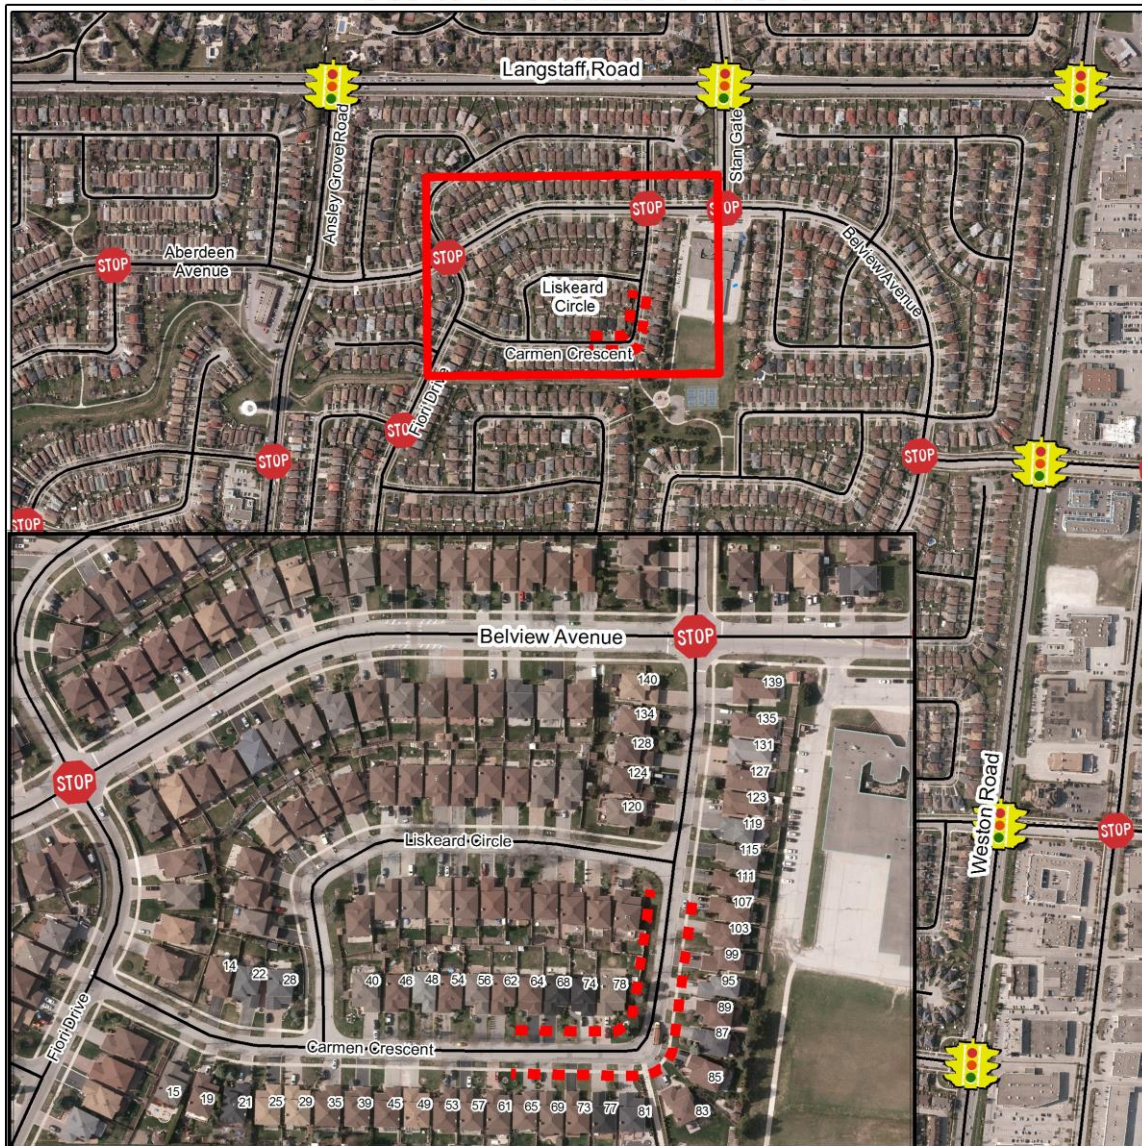 Langstaff Road
Ansley Grove Road
Stan Gate
STOP
STOP
Belview Avenue
Aberdeen
Avenue
STOP
STOP
Liskeard
Circle
Carmen Crescent
Fiori Drive
STOP
STOP
STOP
STOP
Belview Avenue
STOP
140
139
134
135
128
131
124
127
120
123
119
115
STOP
Liskeard Circle
111
107
103
99
14
22
28
40
46
48
54
56
62
64
68
74
78
95
89
87
Fiori Drive
Carmen Crescent
85
83
15
19
21
25
29
35
39
45
49
53
57
61
65
69
73
77
81
Weston Road
STOP